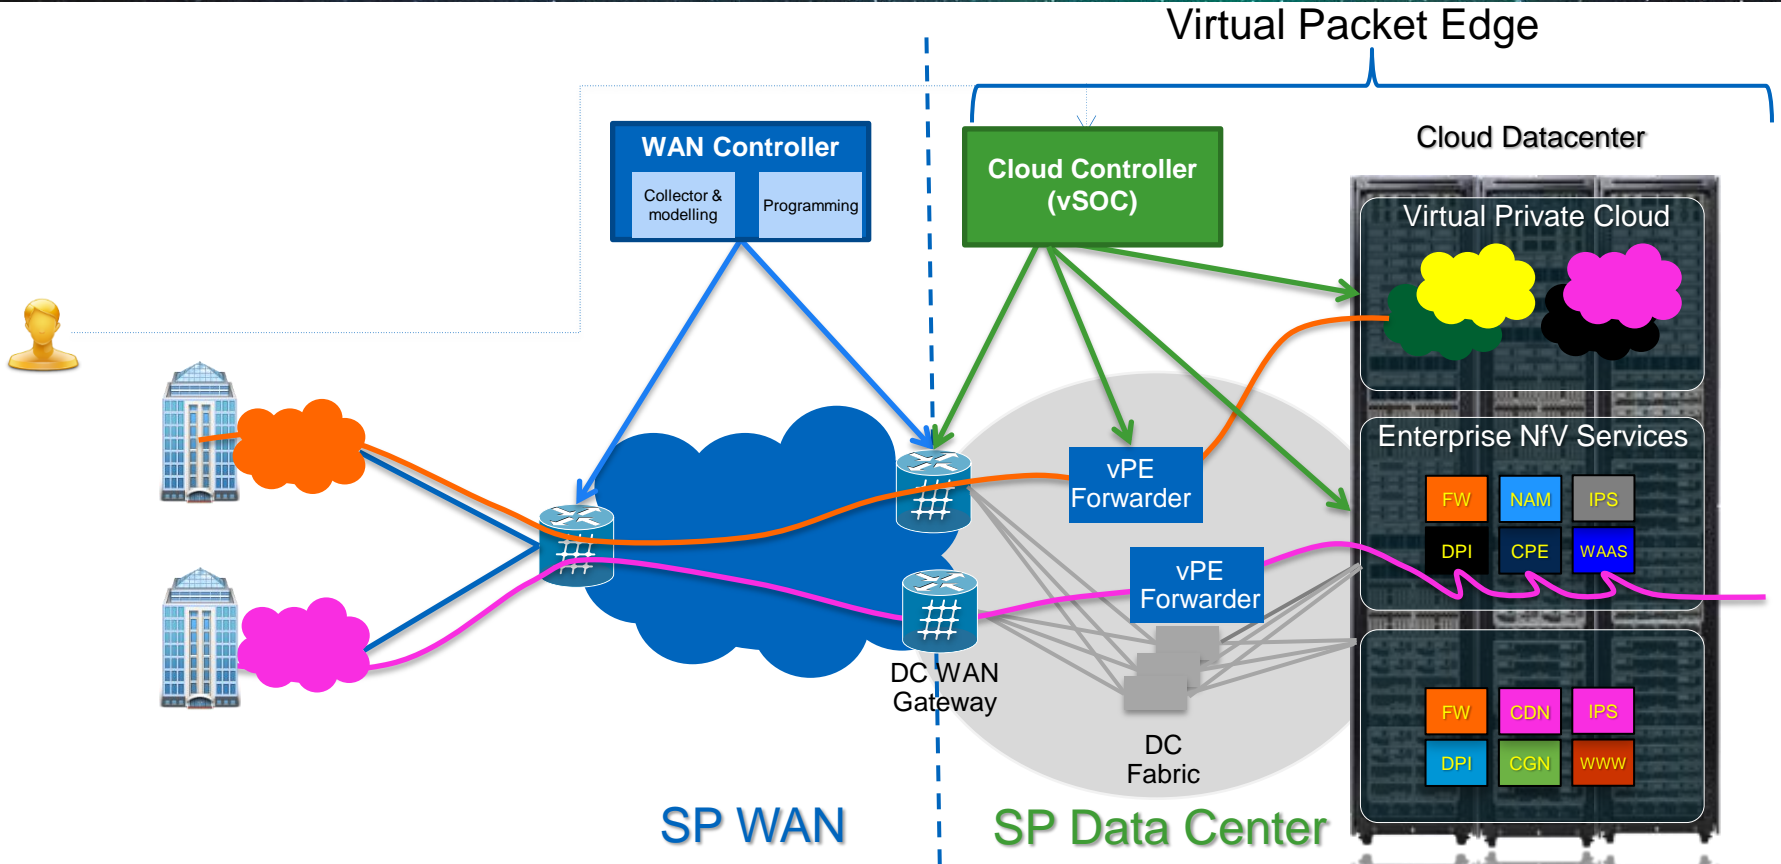 Virtual Packet Edge
WAN Controller
Collector &
modelling
Programming
Cloud Controller
(vSOC)
Cloud Datacenter
Virtual Private Cloud
Enterprise NfV Services
FW
NAM
IPS
DPI
CPE
WAAS
vPE
Forwarder
vPE
Forwarder
DC WAN
Gateway
DC
Fabric
FW
CDN
IPS
DPI
CGN
WWW
SP WAN
SP Data Center